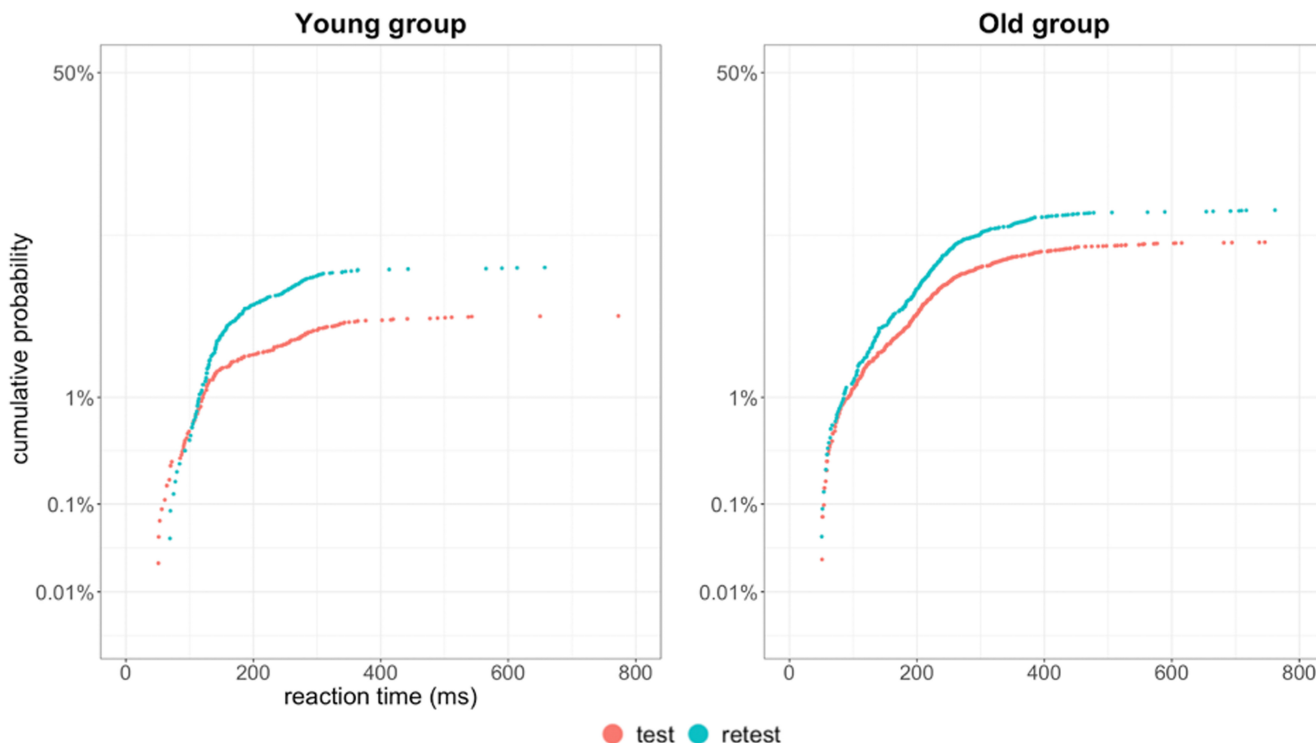 Young group
Old group
cumulative probability
50%
1%
0.1%
0.01%
0 200 400 600 800
reaction time (ms)
50%
1%
0.1%
0.01%
0 200 400 600 800
test retest